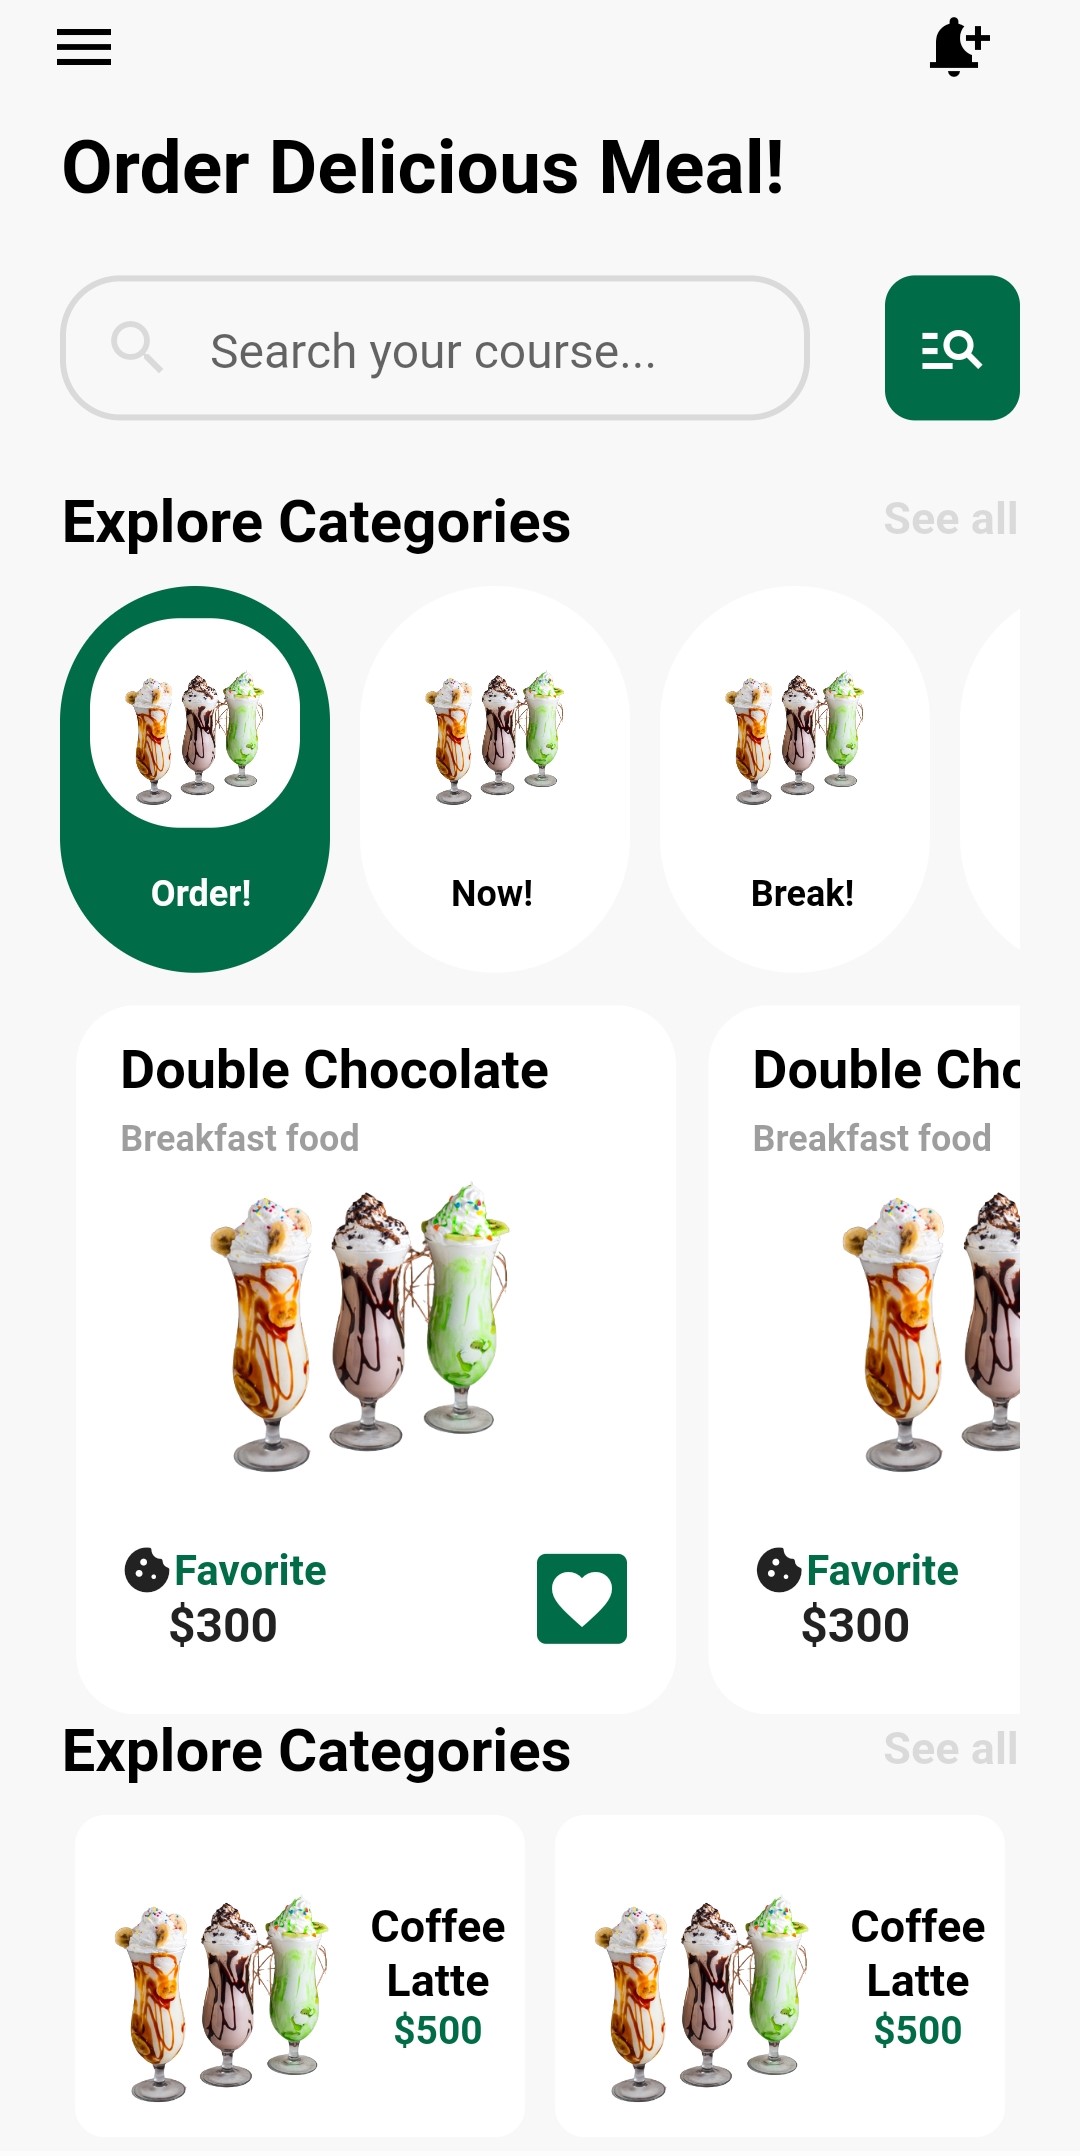 Order Delicious Meal!
Search your course...
Explore Categories
See all
Order!
Now!
Break!
Double Chocolate
Breakfast food
Favorite
$300
Double Cho
Breakfast food
Favorite
$300
Explore Categories
See all
Coffee
Latte
$500
Coffee
Latte
$500